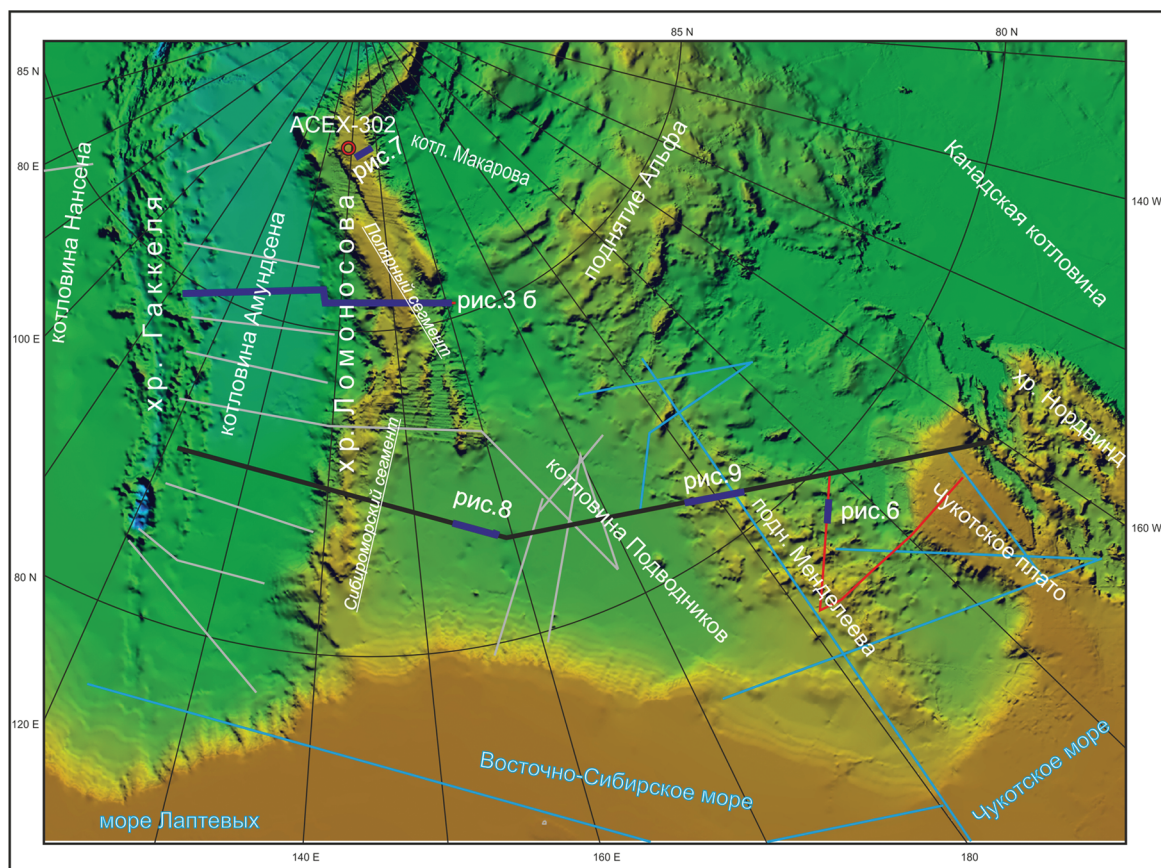 85 N
80 N
85 N
ACEX-302
рис.7
котл. Макарова
80 E
котловина Нансена
хр. Гаккеля
котловина Амундсена
хр. Ломоносова
Полярный сегмент
поднятие Альфа
Канадская котловина
140 W
рис.3 б
100 E
хр. Нордвинд
Сибироморский сегмент
рис.8
котловина Подводников
рис.9
подн. Менделеева
рис.6
Чукотское плато
160 W
80 N
120 E
море Лаптевых
Восточно-Сибирское море
Чукотское море
140 E
160 E
180